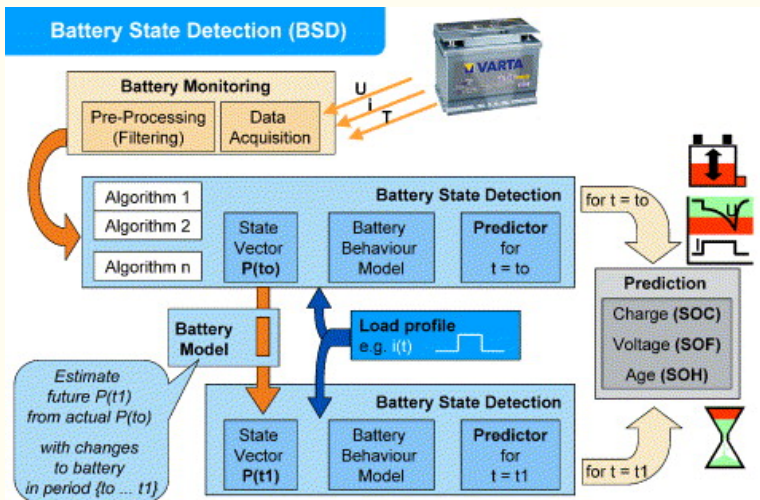 Battery State Detection (BSD)
VARTA
Battery Monitoring
Pre-Processing
(Filtering)
Data
Acquisition
U
i
T
Battery State Detection
Algorithm 1
Algorithm 2
Algorithm n
State
Vector
P(to)
Battery
Behaviour
Model
Predictor
for
t = to
for t = to
U
I
Prediction
Charge (SOC)
Voltage (SOF)
Age (SOH)
Battery
Model
Load profile
e.g. i(t)
Estimate
future P(t1)
from actual P(to)
with changes
to battery
in period {to ... t1}
Battery State Detection
State
Vector
P(t1)
Battery
Behaviour
Model
Predictor
for
t = t1
for t = t1